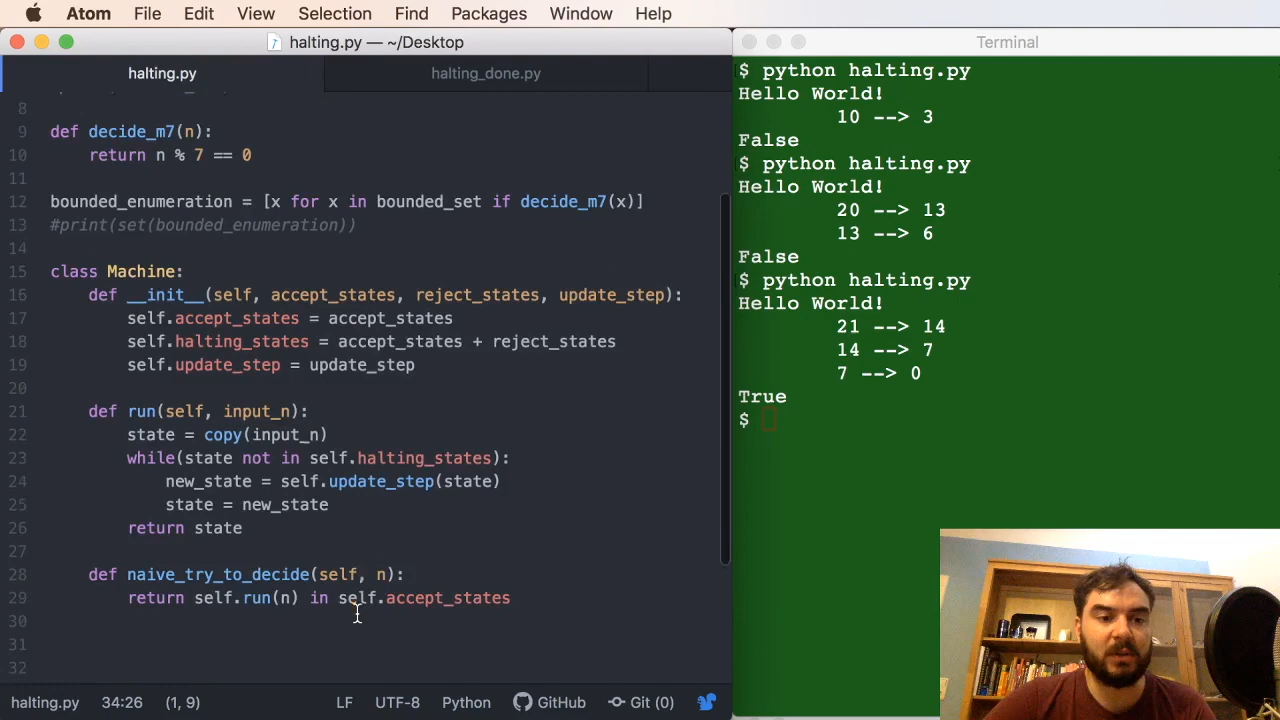 Atom File Edit View Selection Find Packages Window Help
halting.py — ~/Desktop
halting.py halting_done.py
8
9 def decide_m7(n):
10 return n % 7 == 0
11
12 bounded_enumeration = [x for x in bounded_set if decide_m7(x)]
13 #print(set(bounded_enumeration))
14
15 class Machine:
16 def __init__(self, accept_states, reject_states, update_step):
17 self.accept_states = accept_states
18 self.halting_states = accept_states + reject_states
19 self.update_step = update_step
20
21 def run(self, input_n):
22 state = copy(input_n)
23 while(state not in self.halting_states):
24 new_state = self.update_step(state)
25 state = new_state
26 return state
27
28 def naive_try_to_decide(self, n):
29 return self.run(n) in self.accept_states
30
31
32
halting.py 34:26 (1, 9) LF UTF-8 Python GitHub Git (0)
Terminal
$ python halting.py
Hello World!
10 --> 3
False
$ python halting.py
Hello World!
20 --> 13
13 --> 6
False
$ python halting.py
Hello World!
21 --> 14
14 --> 7
7 --> 0
True
$